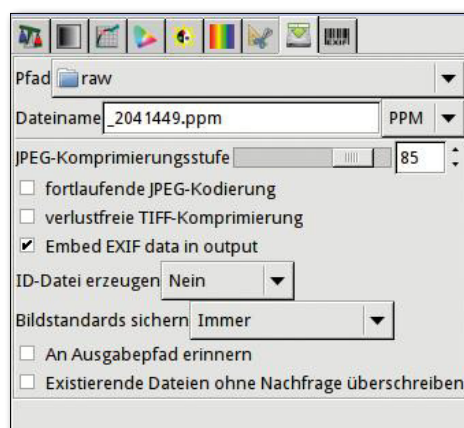 Pfad raw
Dateiname _2041449.ppm PPM
JPEG-Komprimierungsstufe 85
fortlaufende JPEG-Kodierung
verlustfreie TIFF-Komprimierung
Embed EXIF data in output
ID-Datei erzeugen Nein
Bildstandards sichern Immer
An Ausgabepfad erinnern
Existierende Dateien ohne Nachfrage überschreiben